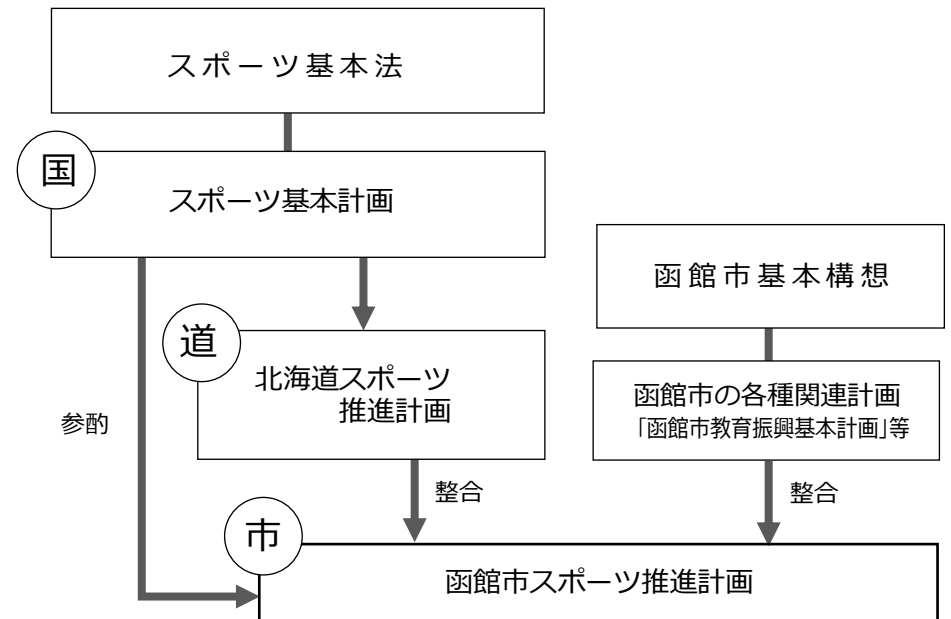 スポーツ基本法
国
スポーツ基本計画
函館市基本構想
道
北海道スポーツ
推進計画
函館市の各種関連計画
「函館市教育振興基本計画」等
参酌
整合
整合
市
函館市スポーツ推進計画